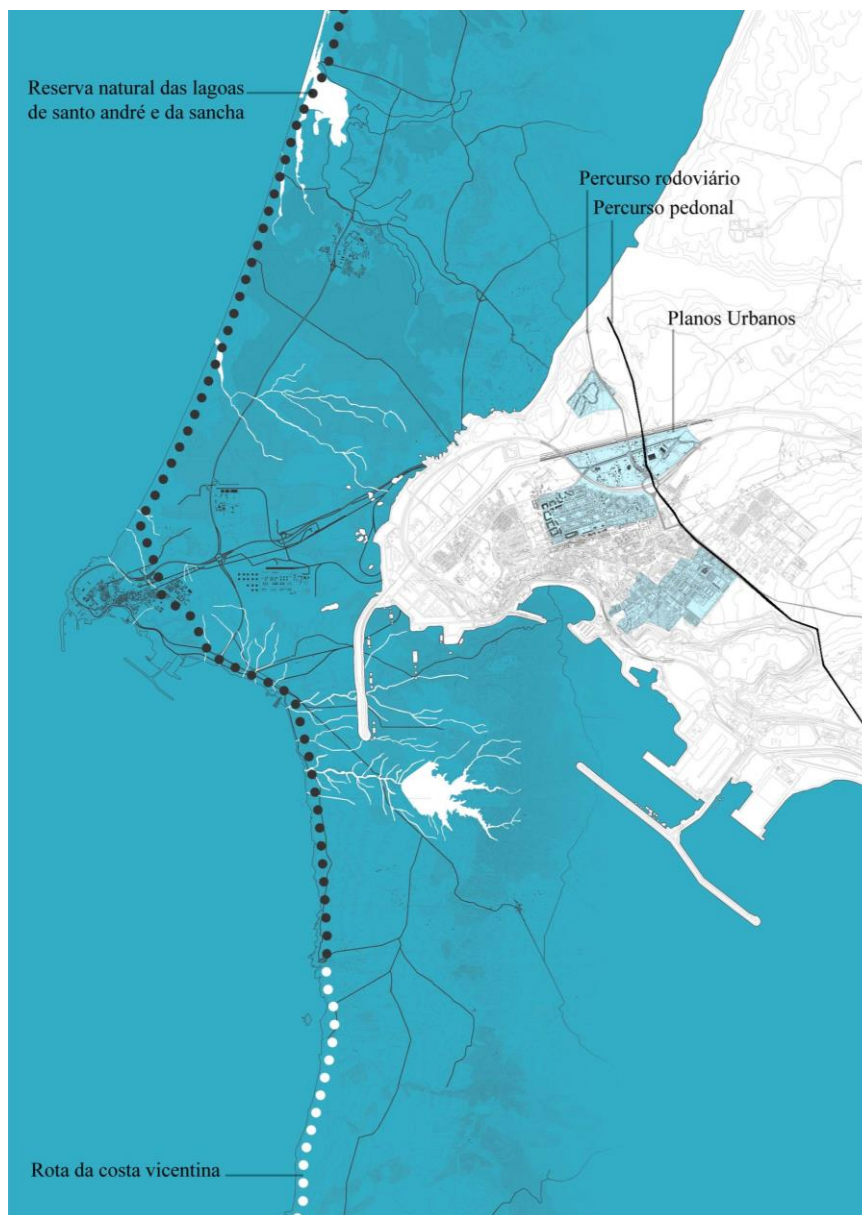 Reserva natural das lagoas
de santo andré e da sancha
Percurso rodoviário
Percurso pedonal
Planos Urbanos
Rota da costa vicentina